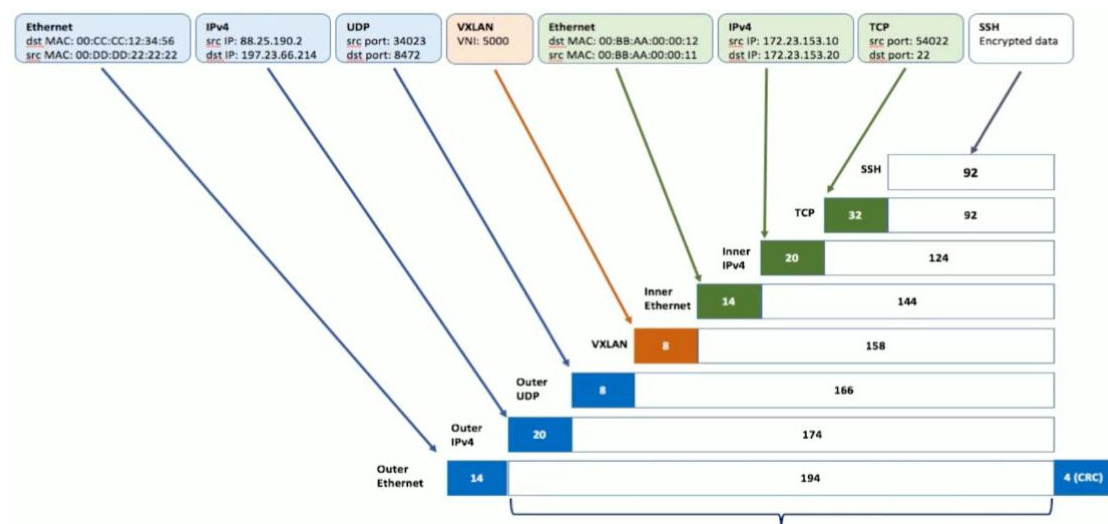 Ethernet
dst MAC: 00:CC:CC:12:34:56
src MAC: 00:DD:DD:22:22:22
IPv4
src IP: 88.25.190.2
dst IP: 197.23.66.214
UDP
src port: 34023
dst port: 8472
VXLAN
VNI: 5000
Ethernet
dst MAC: 00:BB:AA:00:00:12
src MAC: 00:BB:AA:00:00:11
IPv4
src IP: 172.23.153.10
dst IP: 172.23.153.20
TCP
src port: 54022
dst port: 22
SSH
Encrypted data
SSH
92
TCP
32
92
Inner
IPv4
20
124
Inner
Ethernet
14
144
VXLAN
8
158
Outer
UDP
8
166
Outer
IPv4
20
174
Outer
Ethernet
14
194
4 (CRC)